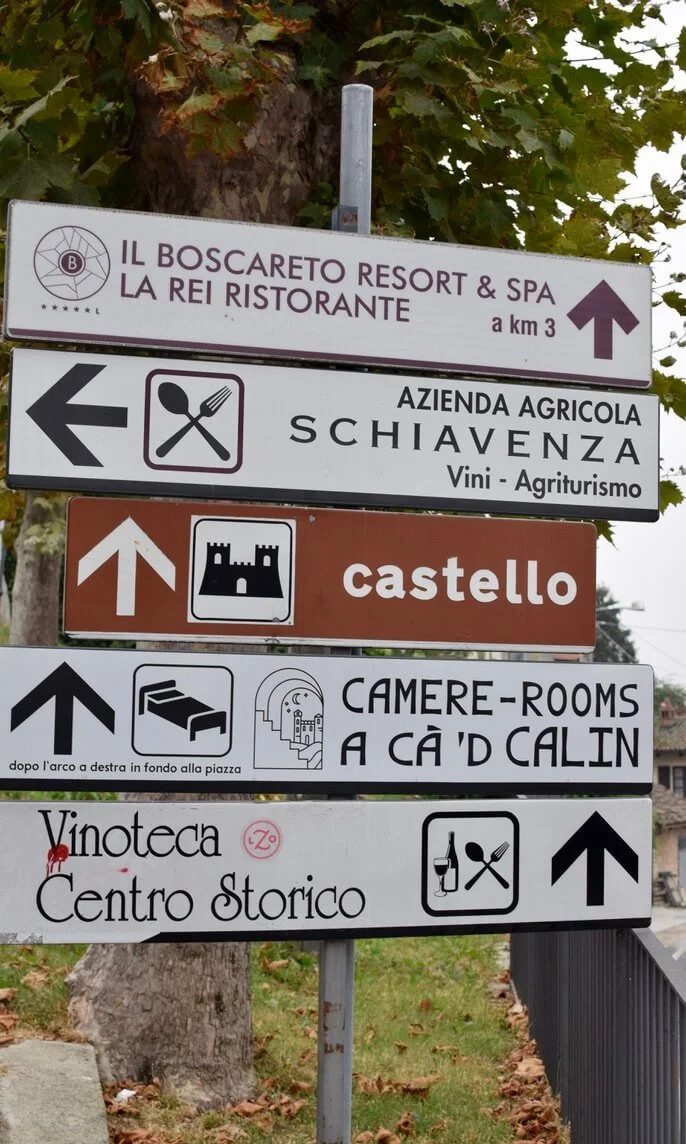 B
IL BOSCARETO RESORT & SPA
LA REI RISTORANTE
a km 3
AZIENDA AGRICOLA
SCHIAVENZA
Vini - Agriturismo
castello
CAMERE-ROOMS
A CÀ 'D CALIN
dopo l'arco a destra in fondo alla piazza
Vinoteca
Centro Storico